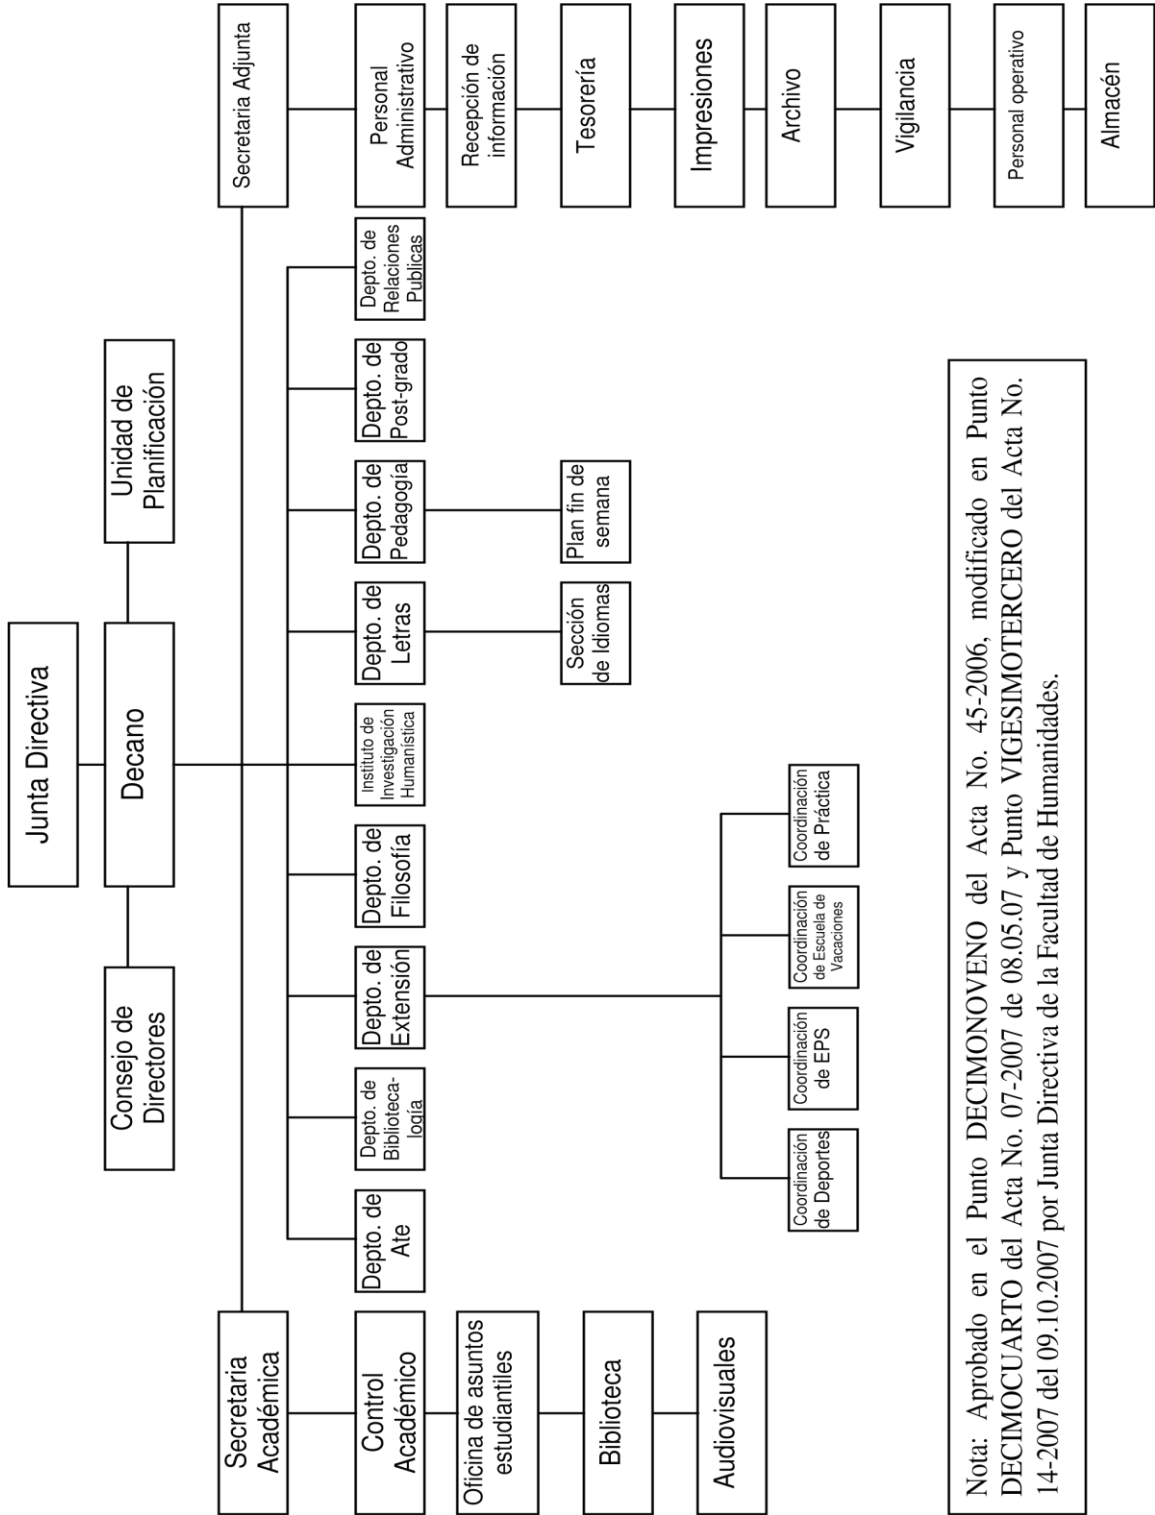 Junta Directiva
Consejo de
Directores
Decano
Unidad de
Planificación
Secretaria
Académica
Secretaria Adjunta
Control
Académico
Oficina de asuntos
estudiantiles
Biblioteca
Audiovisuales
Depto. de
Ate
Depto. de
Biblioteca-
logía
Depto. de
Extensión
Depto. de
Filosofía
Instituto de
Investigación
Humanística
Depto. de
Letras
Depto. de
Pedagogía
Depto. de
Post-grado
Depto. de
Relaciones
Publicas
Sección
de Idiomas
Plan fin de
semana
Coordinación
de Deportes
Coordinación
de EPS
Coordinación
de Escuela de
Vacaciones
Coordinación
de Práctica
Personal
Administrativo
Recepción de
información
Tesorería
Impresiones
Archivo
Vigilancia
Personal operativo
Almacén
Nota: Aprobado en el Punto DECIMONOVENO del Acta No. 45-2006, modificado en Punto
DECIMOCUARTO del Acta No. 07-2007 de 08.05.07 y Punto VIGESIMOTERCERO del Acta No.
14-2007 del 09.10.2007 por Junta Directiva de la Facultad de Humanidades.